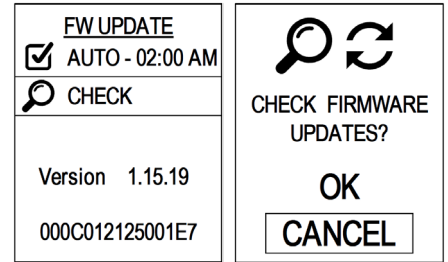 FW UPDATE
AUTO - 02:00 AM
CHECK
Version 1.15.19
000C012125001E7
CHECK FIRMWARE
UPDATES?
OK
CANCEL